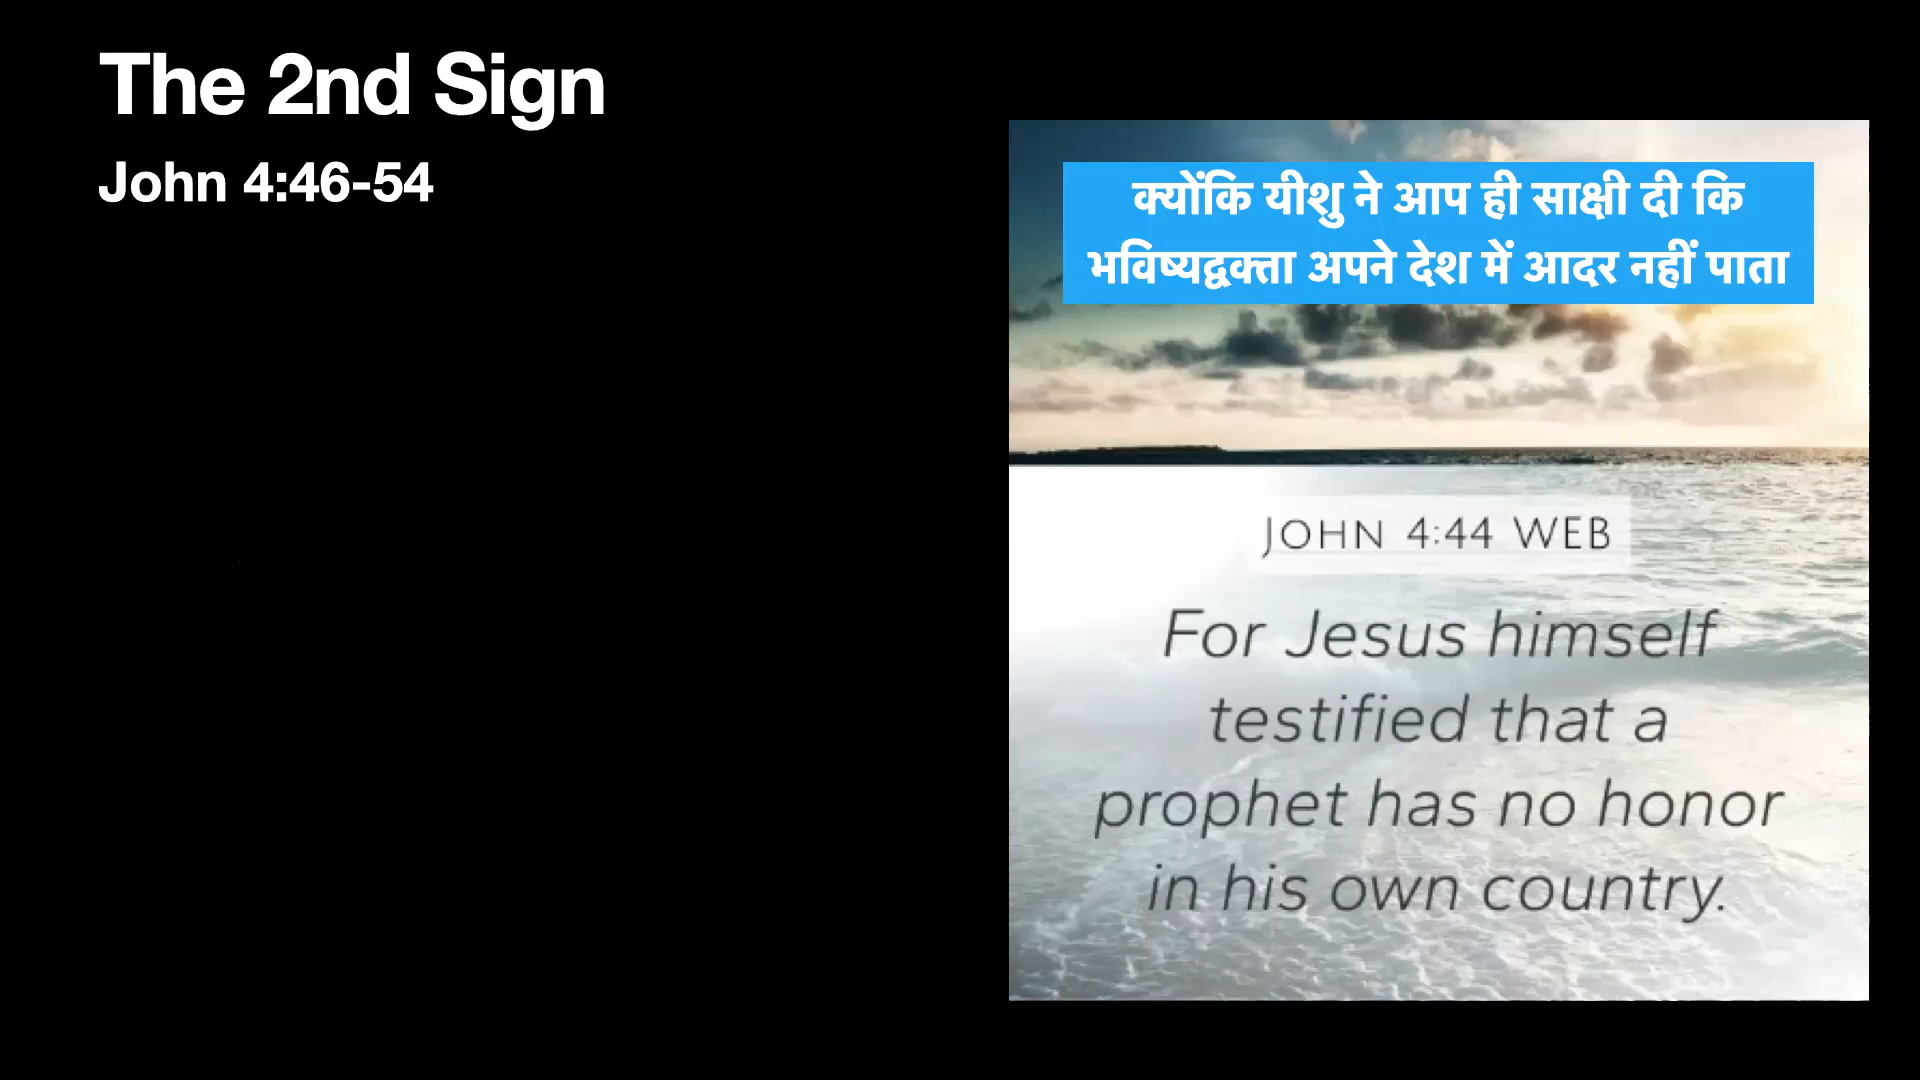 The 2nd Sign
John 4:46-54
क्योंकि यीशु ने आप ही साक्षी दी कि
भविष्यद्वक्ता अपने देश में आदर नहीं पाता
JOHN 4:44 WEB
For Jesus himself
testified that a
prophet has no honor
in his own country.